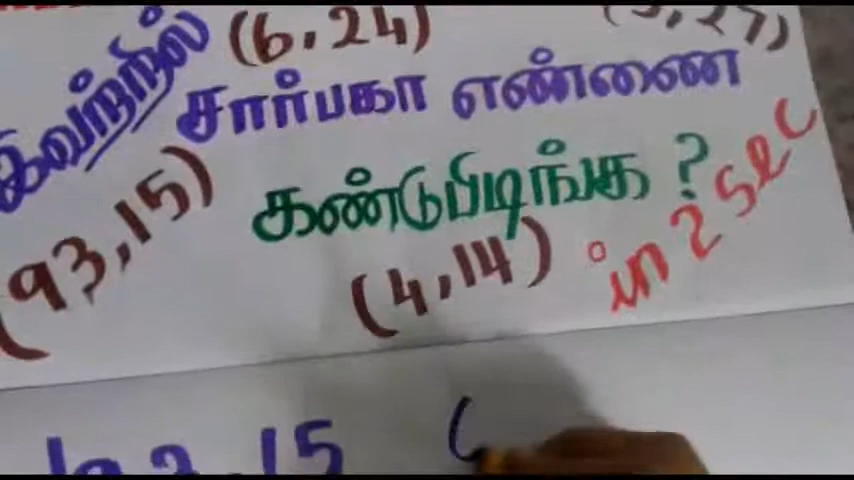 இவற்றில் (6,24)
சார்பகா எண்ணை
(93,15) கண்டுபிடிங்க ?
(4,14) in 2 sec
15 (